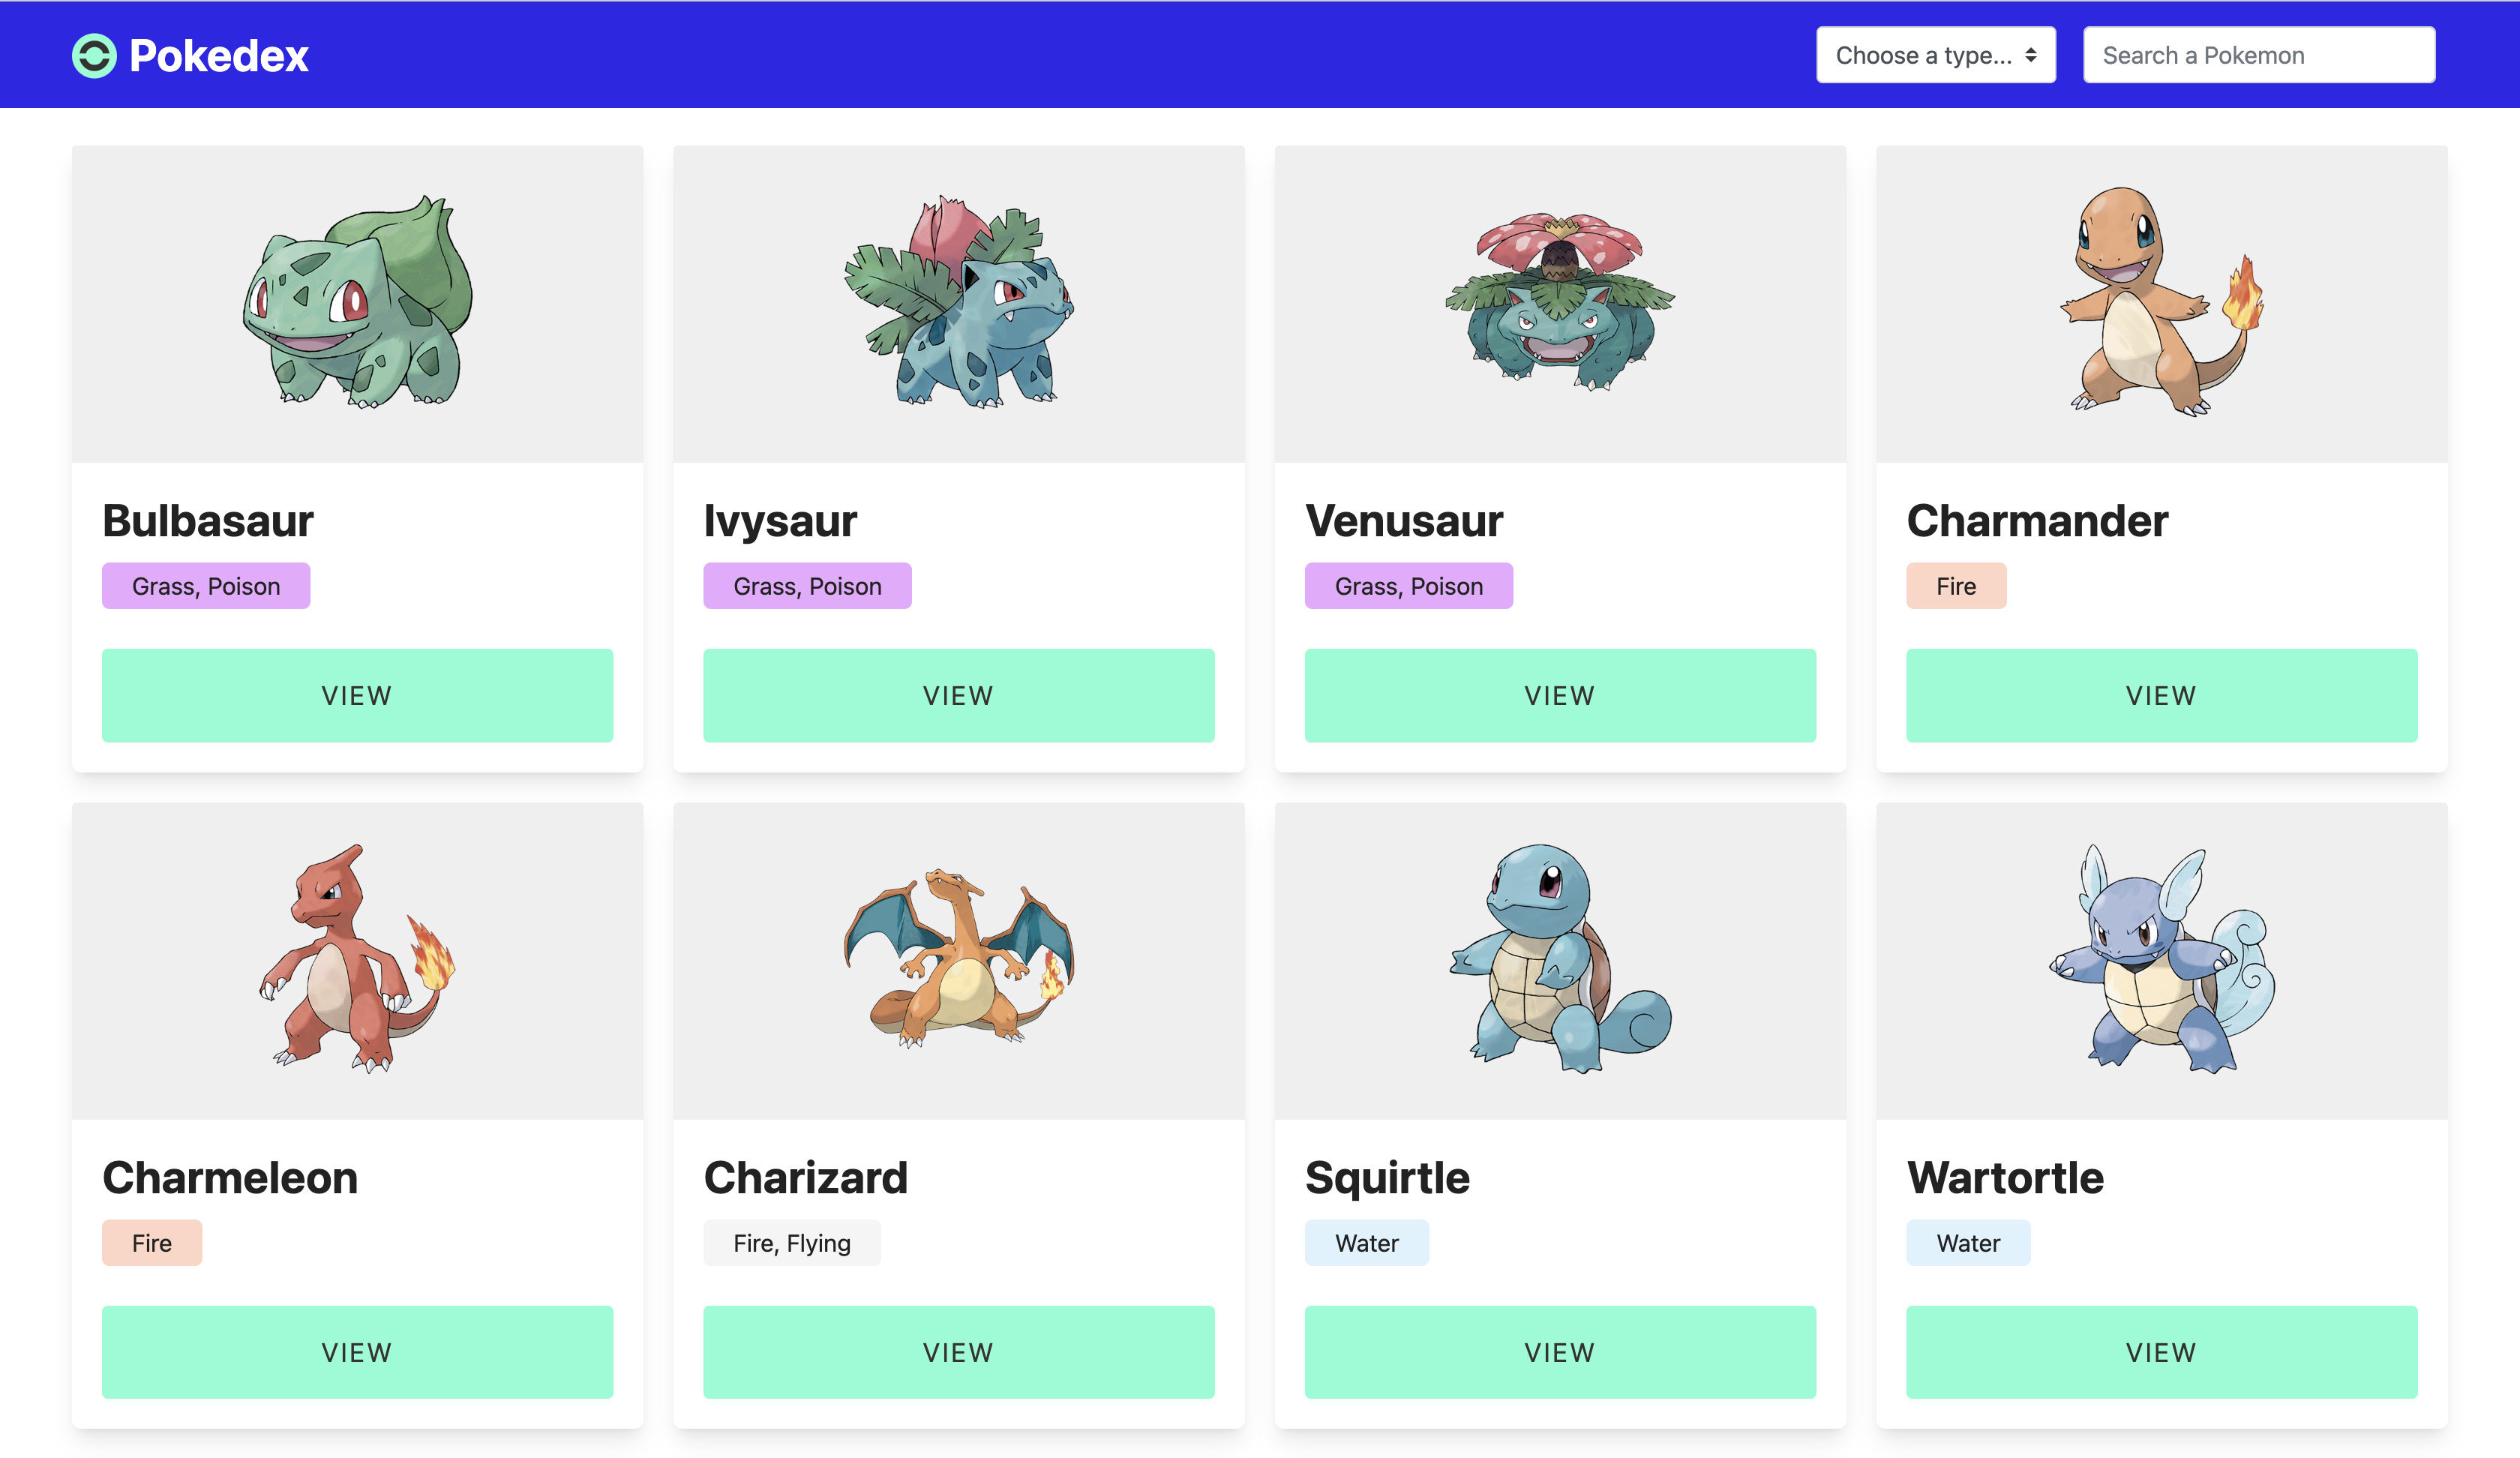 Pokedex
Choose a type...
Search a Pokemon
Bulbasaur
Grass, Poison
VIEW
Ivysaur
Grass, Poison
VIEW
Venusaur
Grass, Poison
VIEW
Charmander
Fire
VIEW
Charmeleon
Fire
VIEW
Charizard
Fire, Flying
VIEW
Squirtle
Water
VIEW
Wartortle
Water
VIEW